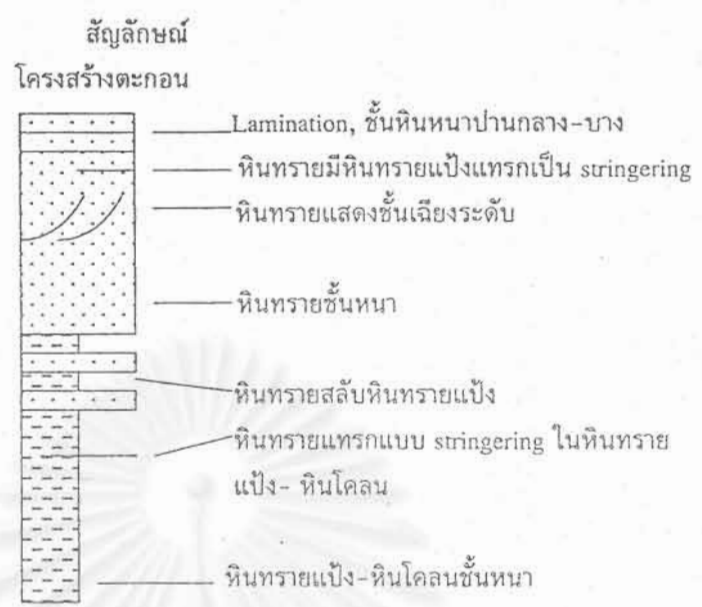 สัญลักษณ์
โครงสร้างตะกอน
Lamination, ชั้นหินหนาปานกลาง-บาง
หินทรายมีหินทรายแป้งแทรกเป็น stringering
หินทรายแสดงชั้นเฉียงระดับ
หินทรายชั้นหนา
หินทรายสลับหินทรายแป้ง
หินทรายแทรกแบบ stringering ในหินทราย
แป้ง- หินโคลน
หินทรายแป้ง-หินโคลนชั้นหนา